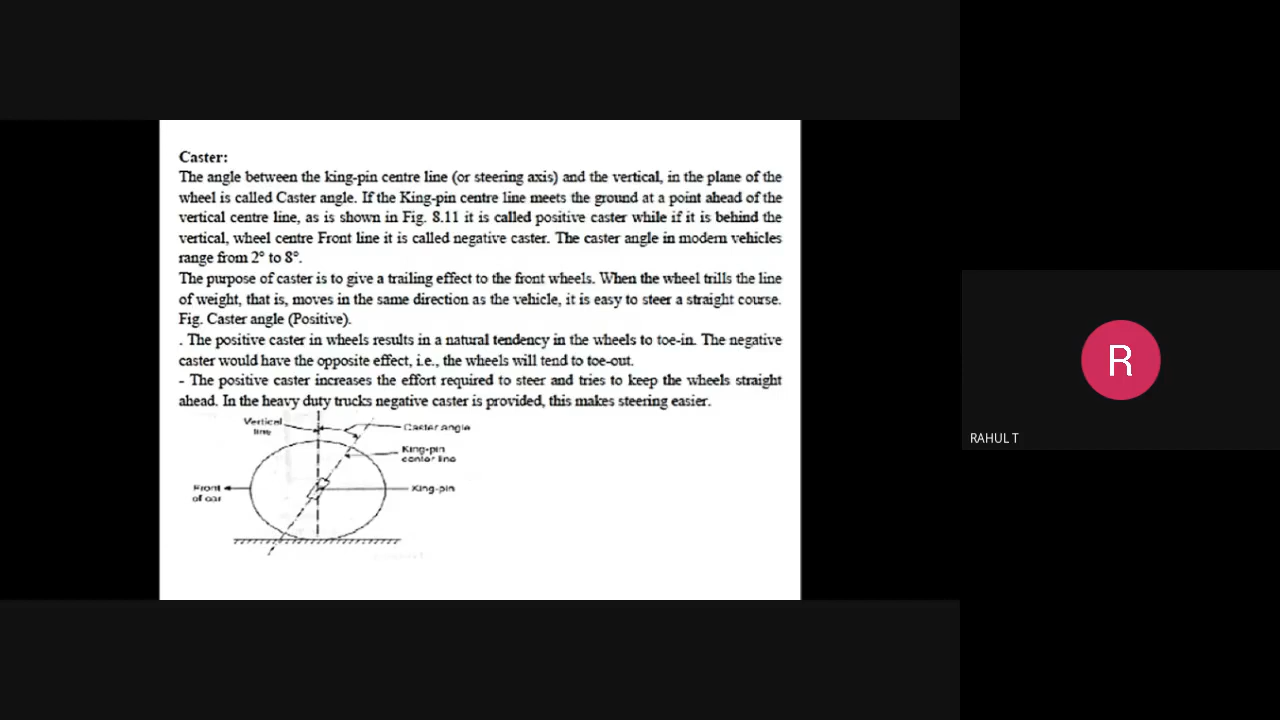 Caster:
The angle between the king-pin centre line (or steering axis) and the vertical, in the plane of the
wheel is called Caster angle. If the King-pin centre line meets the ground at a point ahead of the
vertical centre line, as is shown in Fig. 8.11 it is called positive caster while if it is behind the
vertical, wheel centre Front line it is called negative caster. The caster angle in modern vehicles
range from 2° to 8°.
The purpose of caster is to give a trailing effect to the front wheels. When the wheel trills the line
of weight, that is, moves in the same direction as the vehicle, it is easy to steer a straight course.
Fig. Caster angle (Positive).
. The positive caster in wheels results in a natural tendency in the wheels to toe-in. The negative
caster would have the opposite effect, i.e., the wheels will tend to toe-out.
- The positive caster increases the effort required to steer and tries to keep the wheels straight
ahead. In the heavy duty trucks negative caster is provided, this makes steering easier.
Vertical
line
Caster angle
King-pin
center line
Front
of car
King-pin
R
RAHUL T